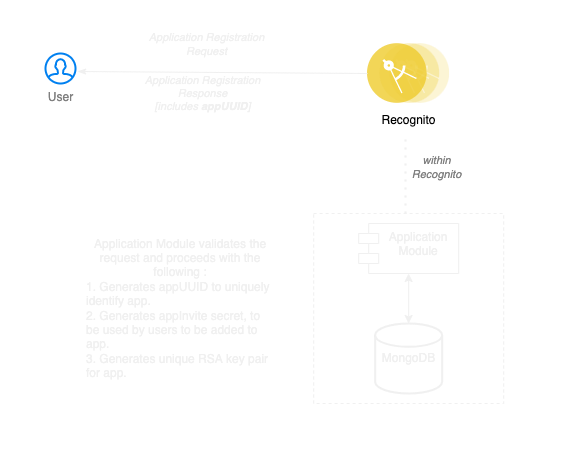 Application Registration
Request
Application Registration
Response
[includes appUUID]
User
Recognito
within
Recognito
Application
Module
MongoDB
Application Module validates the
request and proceeds with the
following :
1. Generates appUUID to uniquely
identify app.
2. Generates appInvite secret, to
be used by users to be added to
app.
3. Generates unique RSA key pair
for app.